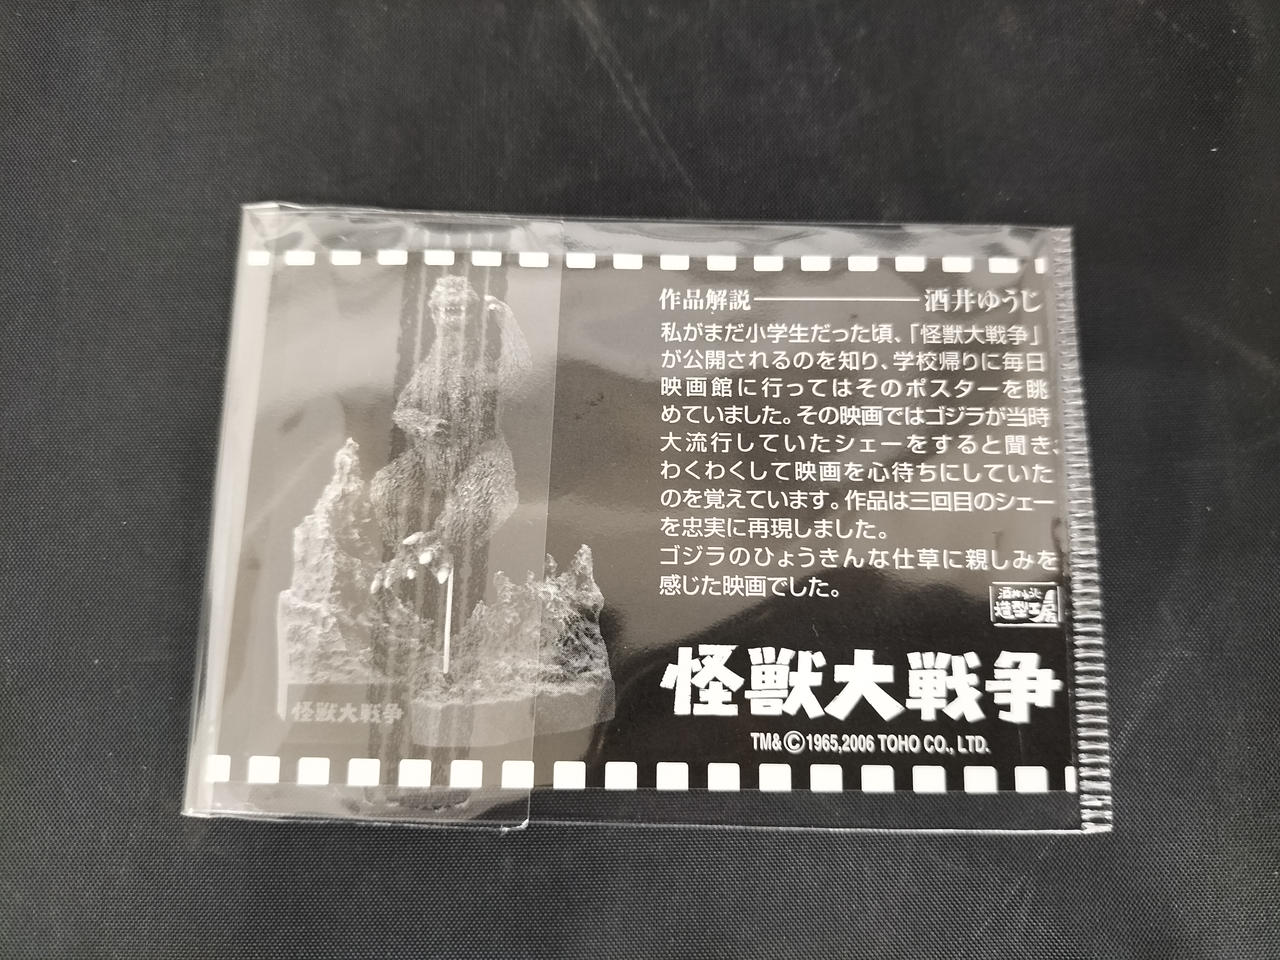 作品解説――――――酒井ゆうじ
私がまだ小学生だった頃、「怪獣大戦争」
が公開されるのを知り、学校帰りに毎日
映画館に行ってはそのポスターを眺
めていました。その映画ではゴジラが当時
大流行していたシェーをすると聞き、
わくわくして映画を心待ちにしていた
のを覚えています。作品は三回目のシェー
を忠実に再現しました。
ゴジラのひょうきんな仕草に親しみを
感じた映画でした。
酒井ゆうじ
造型工房
怪獣大戦争
怪獣大戦争
TM&©1965,2006 TOHO CO., LTD.